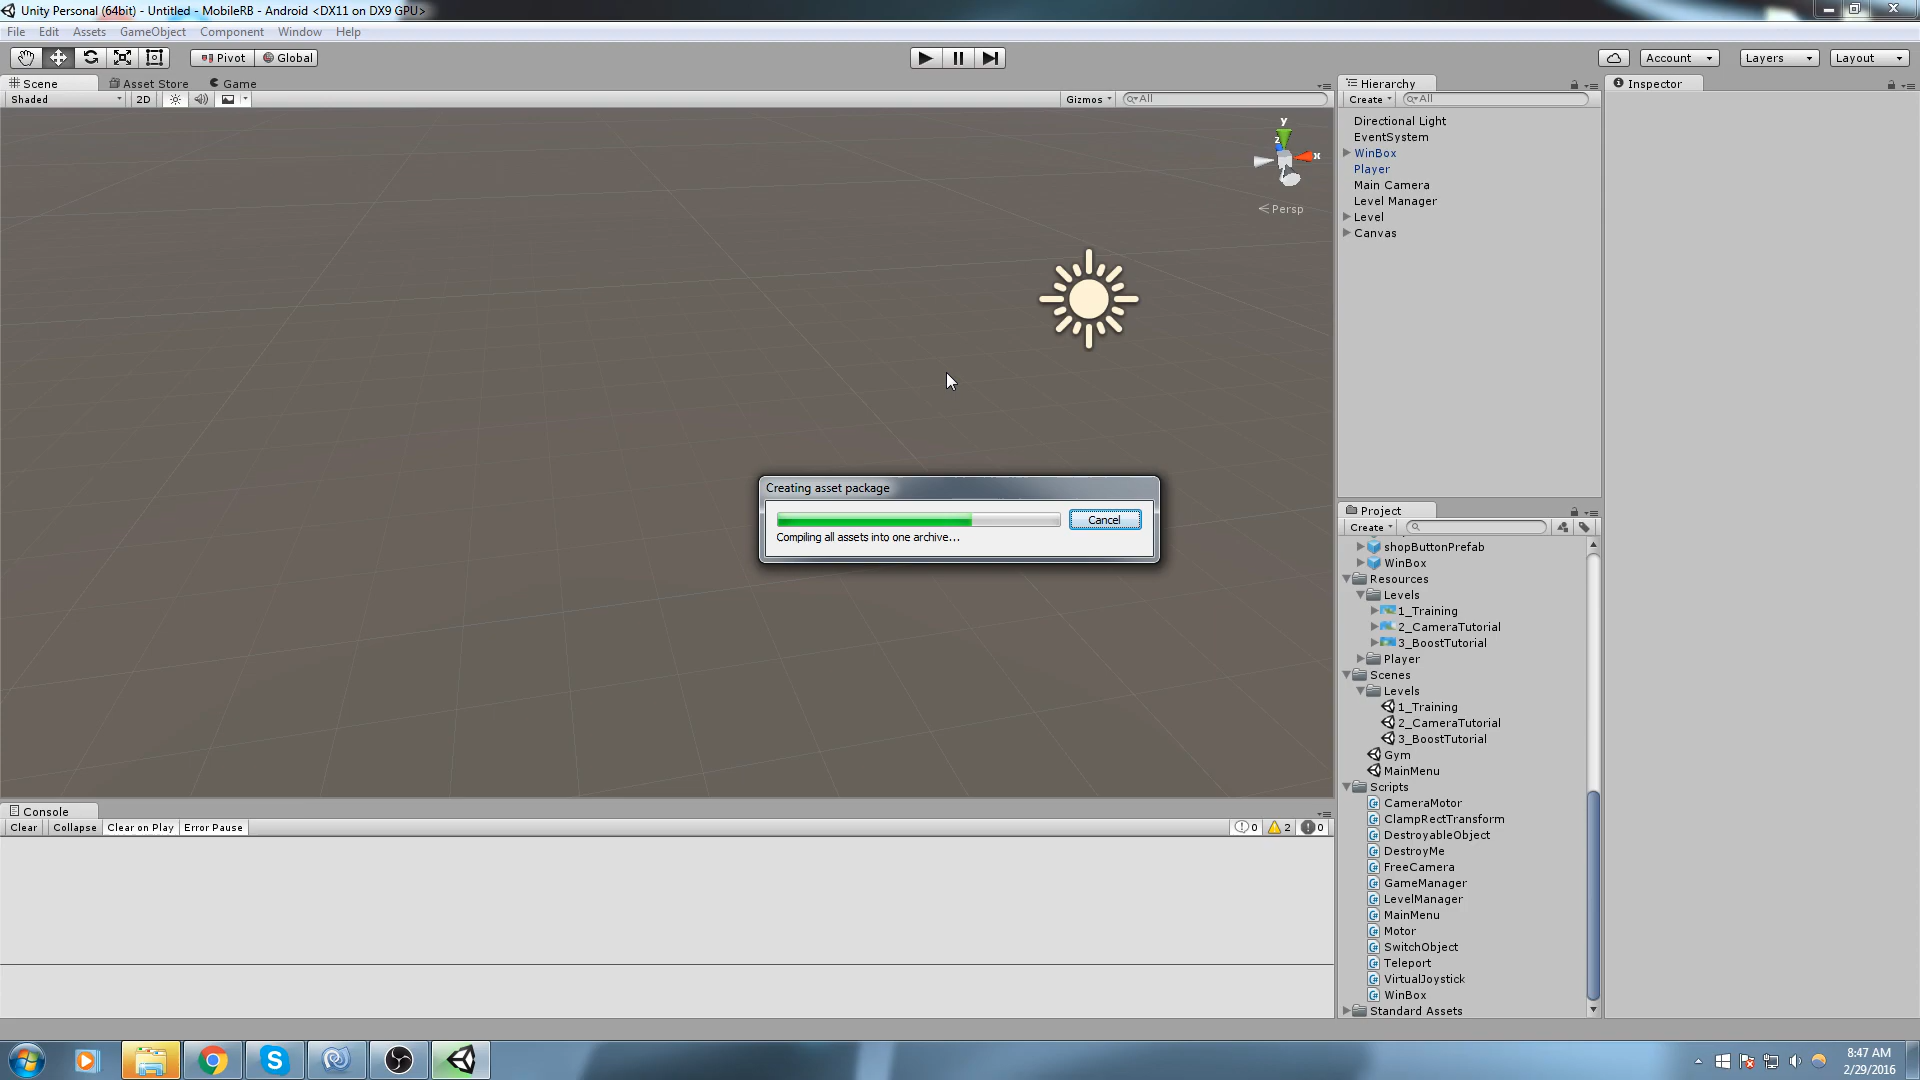 Unity Personal (64bit) - Untitled - MobileRB - Android <DX11 on DX9 GPU>
File Edit Assets GameObject Component Window Help
Pivot Global Account Layers Layout
Scene Asset Store Game
Shaded 2D Gizmos All
y
z
x
Persp
Hierarchy
Create All
Directional Light
EventSystem
WinBox
Player
Main Camera
Level Manager
Level
Canvas
Inspector
Creating asset package
Cancel
Compiling all assets into one archive...
Project
Create
shopButtonPrefab
WinBox
Resources
Levels
1_Training
2_CameraTutorial
3_BoostTutorial
Player
Scenes
Levels
1_Training
2_CameraTutorial
3_BoostTutorial
Gym
MainMenu
Scripts
CameraMotor
ClampRectTransform
DestroyableObject
DestroyMe
FreeCamera
GameManager
LevelManager
MainMenu
Motor
SwitchObject
Teleport
VirtualJoystick
WinBox
Standard Assets
Console
Clear Collapse Clear on Play Error Pause 0 2 0
8:47 AM
2/29/2016